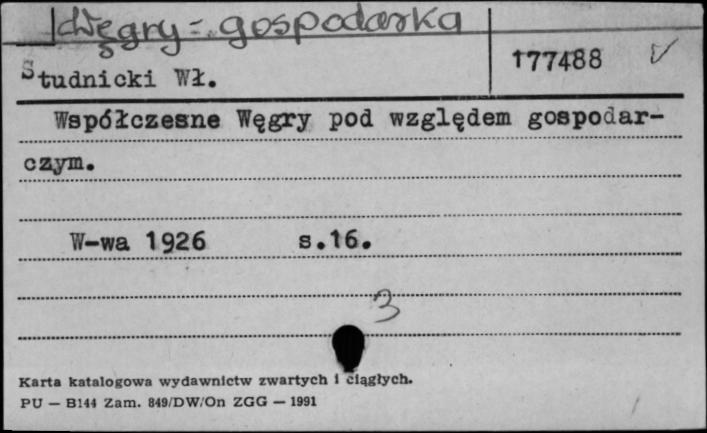 Węgry - gospodarka
Studnicki Wł.
177488 v
Współczesne Węgry pod względem gospodar-
czym.
W-wa 1926 s.16.
3
Karta katalogowa wydawnictw zwartych i ciągłych.
PU — B144 Zam. 849/DW/On ZGG — 1991